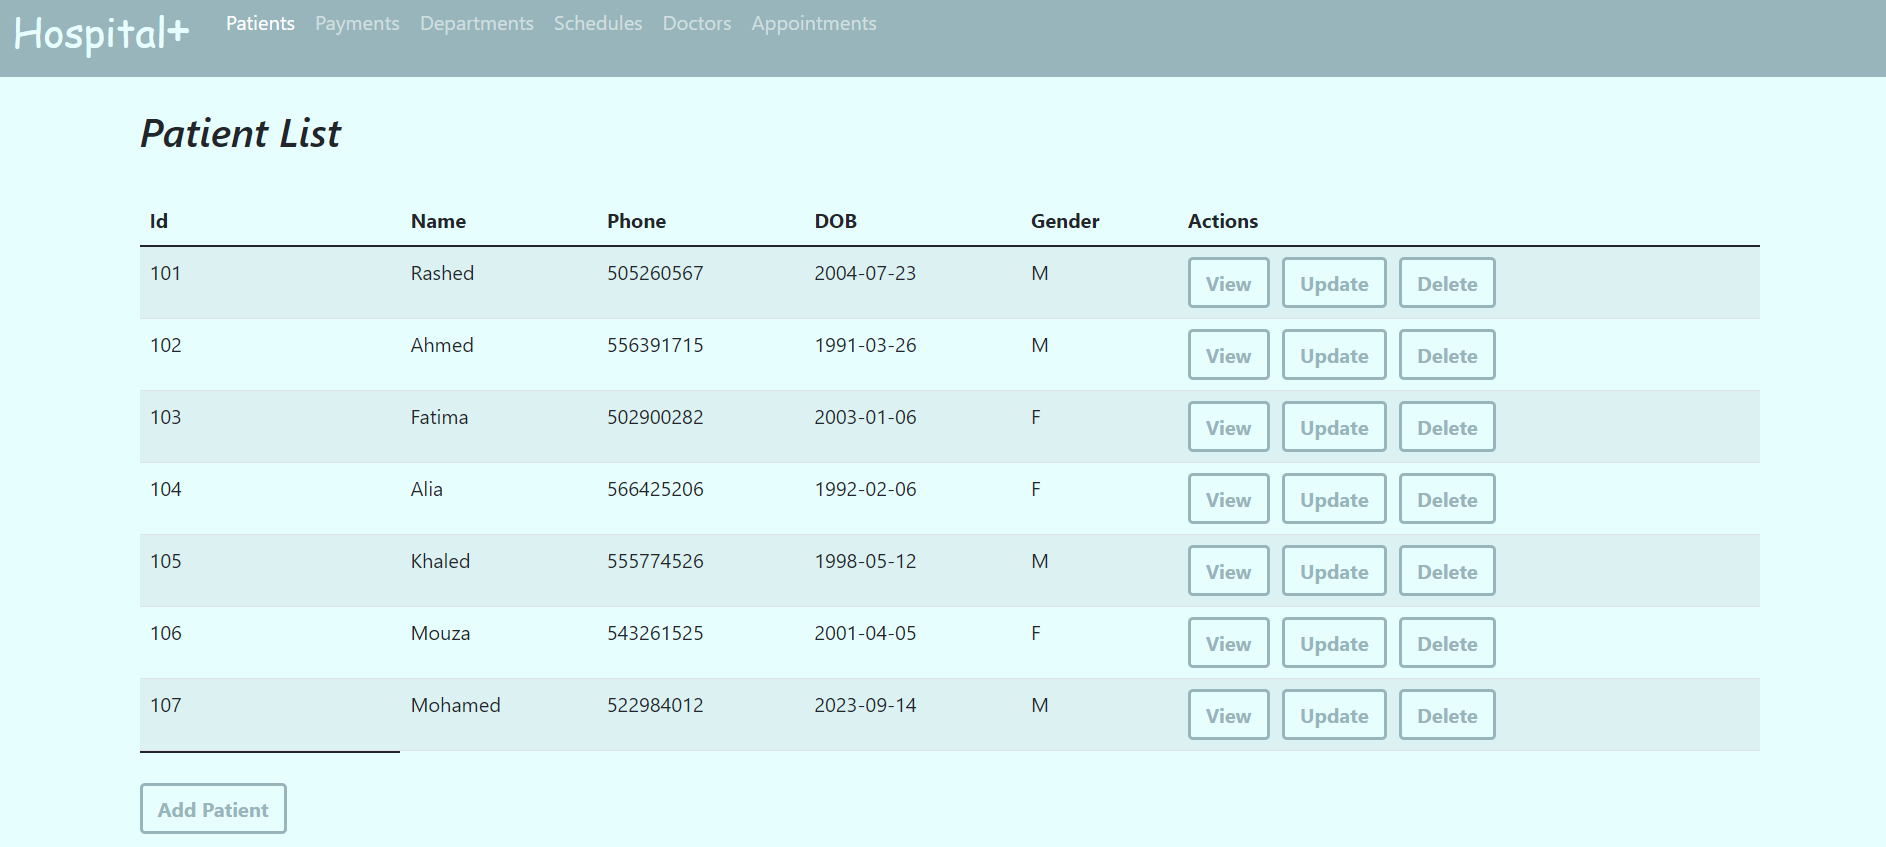 Hospital+ Patients Payments Departments Schedules Doctors Appointments
Patient List
Id Name Phone DOB Gender Actions
101 Rashed 505260567 2004-07-23 M View Update Delete
102 Ahmed 556391715 1991-03-26 M View Update Delete
103 Fatima 502900282 2003-01-06 F View Update Delete
104 Alia 566425206 1992-02-06 F View Update Delete
105 Khaled 555774526 1998-05-12 M View Update Delete
106 Mouza 543261525 2001-04-05 F View Update Delete
107 Mohamed 522984012 2023-09-14 M View Update Delete
Add Patient